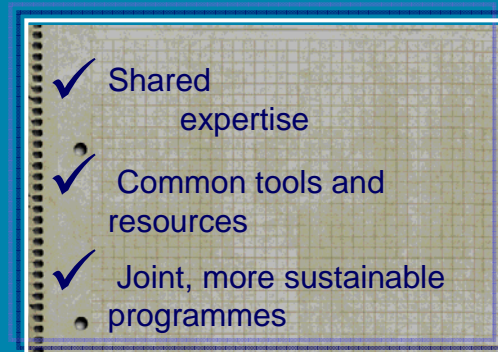 ✓ Shared
expertise
✓ Common tools and
resources
✓ Joint, more sustainable
programmes